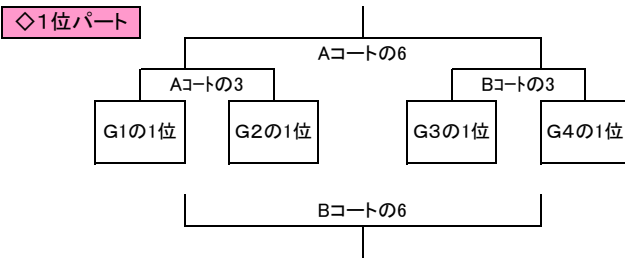 ◇1位パート
Aコートの6
Aコートの3
Bコートの3
G1の1位
G2の1位
G3の1位
G4の1位
Bコートの6